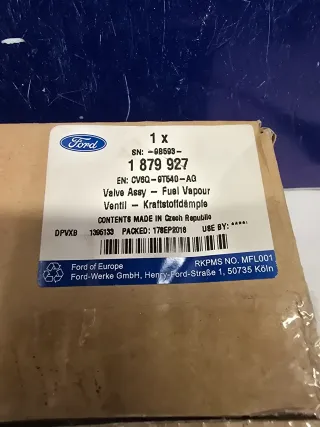 Ford
1 x
SN: -9B593-
1 879 927
EN: CV6Q-9T540-AG
Valve Assy - Fuel Vapour
Ventil - Kraftstoffdämpfe
CONTENTS MADE IN Czech Republic
DPVXB 1395133 PACKED: 17SEP2018 USE BY: **.**.
Ford of Europe
RKPMS NO. MFL001
Ford-Werke GmbH, Henry-Ford-Straße 1, 50735 Köln